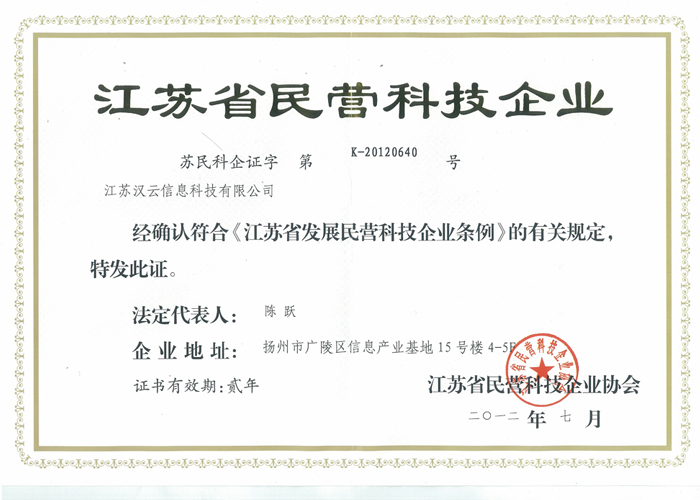 江苏省民营科技企业
苏民科企证字 第 K-20120640 号
江苏汉云信息科技有限公司
经确认符合《江苏省发展民营科技企业条例》的有关规定，
特发此证。
法定代表人： 陈 跃
企 业 地 址： 扬州市广陵区信息产业基地 15 号楼 4-5F
证书有效期：贰年
江苏省民营科技企业协会
二〇一二 年 七 月